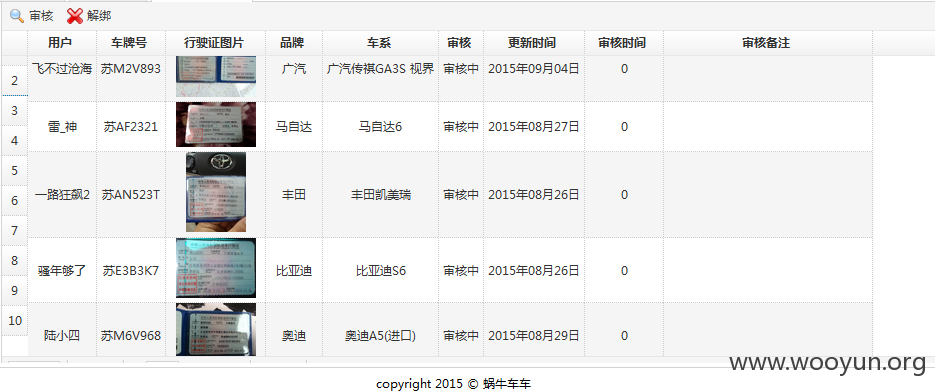 审核 解绑
用户 车牌号 行驶证图片 品牌 车系 审核 更新时间 审核时间 审核备注
2 飞不过沧海 苏M2V893 广汽 广汽传祺GA3S 视界 审核中 2015年09月04日 0
3
4 雷_神 苏AF2321 马自达 马自达6 审核中 2015年08月27日 0
5
6 一路狂飙2 苏AN523T 丰田 丰田凯美瑞 审核中 2015年08月26日 0
7
8 骚年够了 苏E3B3K7 比亚迪 比亚迪S6 审核中 2015年08月26日 0
9
10 陆小四 苏M6V968 奥迪 奥迪A5(进口) 审核中 2015年08月29日 0
www.wooyun.org
copyright 2015 © 蜗牛车车